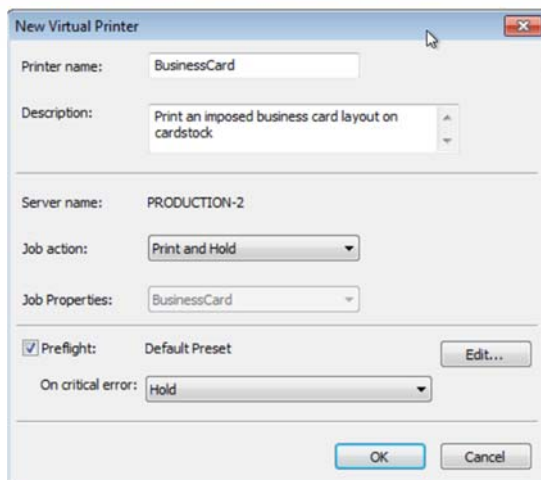 New Virtual Printer
Printer name: BusinessCard
Description: Print an imposed business card layout on
cardstock
Server name: PRODUCTION-2
Job action: Print and Hold
Job Properties: BusinessCard
Preflight: Default Preset Edit...
On critical error: Hold
OK Cancel